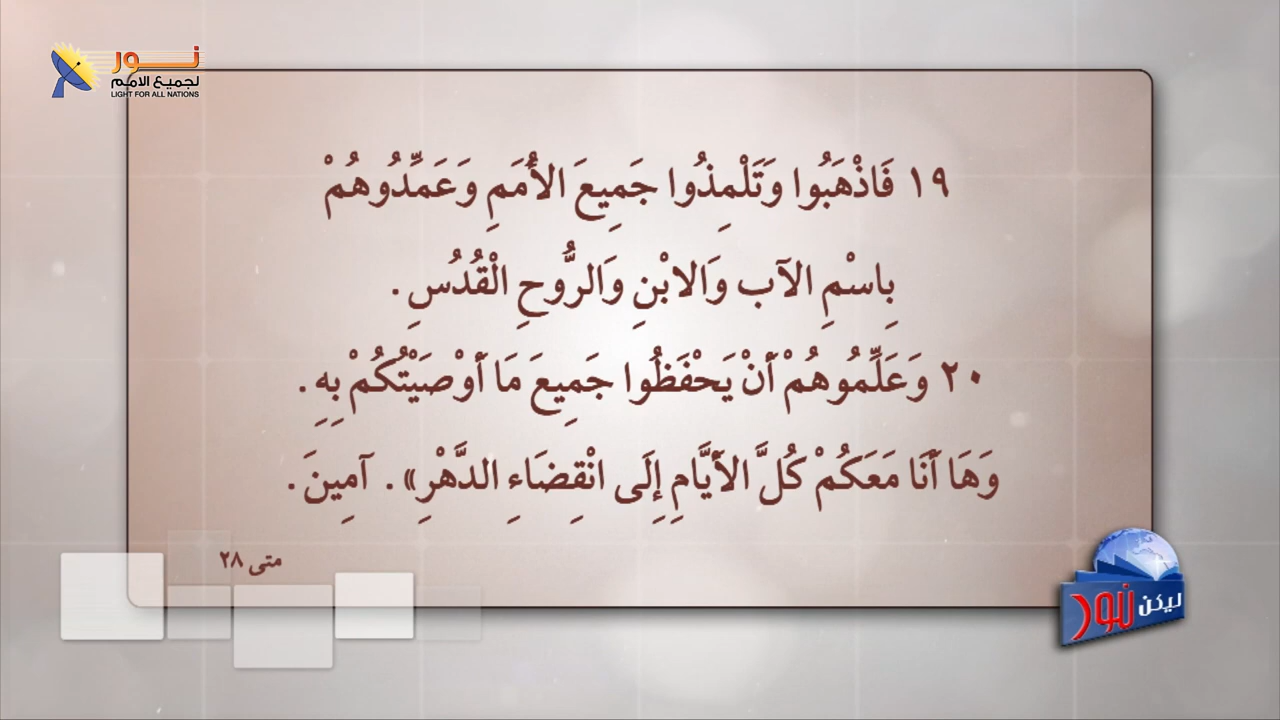 نور
لجميع الامم
LIGHT FOR ALL NATIONS
١٩ فَاذْهَبُوا وَتَلْمِذُوا جَمِيعَ الأُمَمِ وَعَمِّدُوهُمْ
بِاسْمِ الآب وَالابْنِ وَالرُّوحِ الْقُدُسِ .
٢٠ وَعَلِّمُوهُمْ أَنْ يَحْفَظُوا جَمِيعَ مَا أَوْصَيْتُكُمْ بِهِ .
وَهَا أَنَا مَعَكُمْ كُلَّ الأَيَّامِ إِلَى انْقِضَاءِ الدَّهْرِ» . آمِينَ .
متى ٢٨
ليكن نور